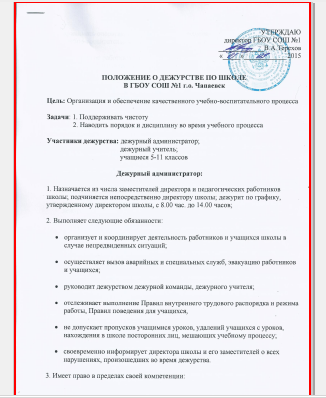 УТВЕРЖДАЮ
директор ГБОУ СОШ №1
В.А.Терехов
2015
ПОЛОЖЕНИЕ О ДЕЖУРСТВЕ ПО ШКОЛЕ
В ГБОУ СОШ №1 г.о. Чапаевск
Цель: Организация и обеспечение качественного учебно-воспитательного процесса
Задачи: 1. Поддерживать чистоту
2. Наводить порядок и дисциплину во время учебного процесса
Участники дежурства: дежурный администратор;
дежурный учитель;
учащиеся 5-11 классов
Дежурный администратор:
1. Назначается из числа заместителей директора и педагогических работников
школы, подчиняется непосредственно директору школы; дежурит по графику,
утвержденному директором школы, с 8.00 час. до 14.00 часов;
2. Выполняет следующие обязанности:
• организует и координирует деятельность работников и учащихся школы в
случае непредвиденных ситуаций;
• осуществляет вызов аварийных и специальных служб, эвакуацию работников
и учащихся;
• руководит дежурством дежурной команды, дежурного учителя;
• отслеживает выполнение Правил внутреннего трудового распорядка и режима
работы, Правил поведения для учащихся,
• не допускает пропусков учащимися уроков, удалений учащихся с уроков,
нахождения в школе посторонних лиц, мешающих учебному процессу;
• своевременно информирует директора школы и его заместителей о всех
нарушениях, произошедших во время дежурства.
3. Имеет право в пределах своей компетенции: